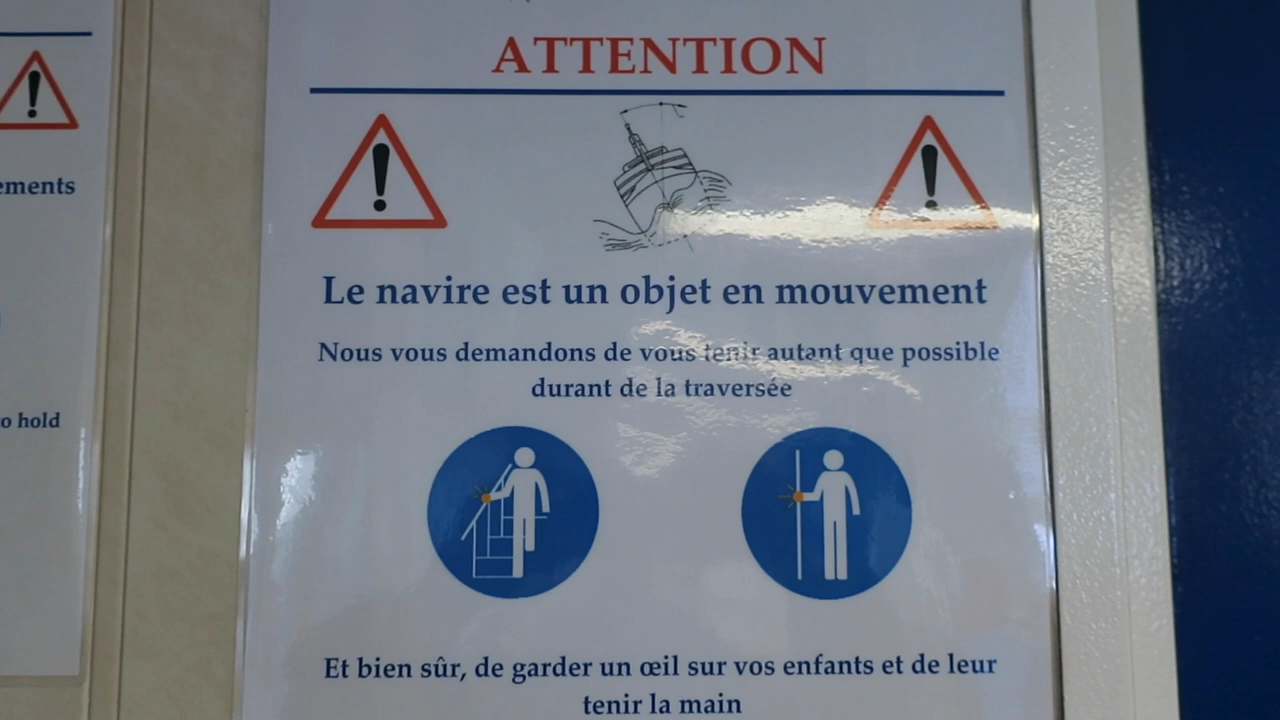 ements
o hold
ATTENTION
Le navire est un objet en mouvement
Nous vous demandons de vous tenir autant que possible
durant de la traversée
Et bien sûr, de garder un œil sur vos enfants et de leur
tenir la main